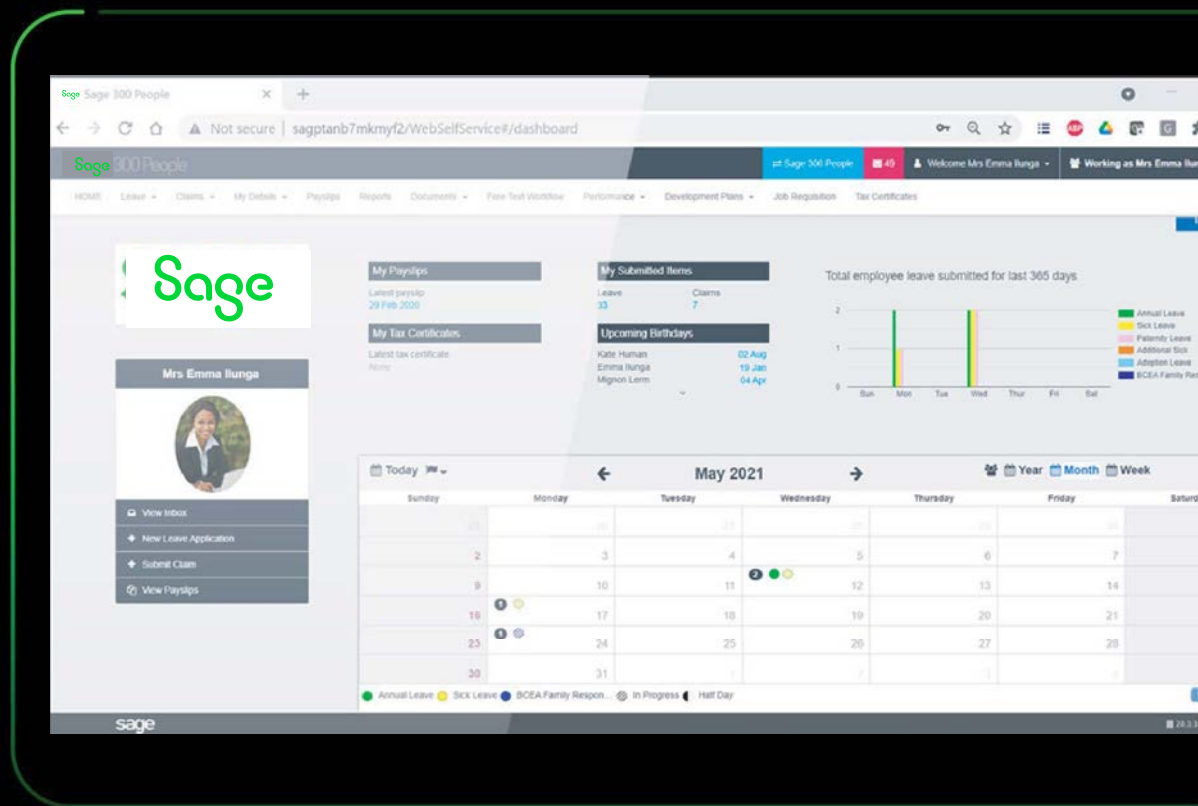 Sage Sage 300 People
Not secure | sagptanb7mkmyf2/WebSelfService#/dashboard
Sage 300 People
Sage 300 People
49
Welcome Mrs Emma Ilunga
Working as Mrs Emma Ilun
HOME Leave Claims My Details Payslips Reports Documents Free Text Workflow Performance Development Plans Job Requisition Tax Certificates
Sage
Mrs Emma Ilunga
View Inbox
New Leave Application
Submit Claim
View Payslips
My Payslips
Latest payslip
29 Feb 2020
My Tax Certificates
Latest tax certificate
None
My Submitted Items
Leave Claims
33 7
Upcoming Birthdays
Kate Human 02 Aug
Emma Ilunga 19 Jan
Mignon Lerm 04 Apr
Total employee leave submitted for last 365 days
2
1
0
Sun Mon Tue Wed Thur Fri Sat
Annual Leave
Sick Leave
Paternity Leave
Additional Sick
Adoption Leave
BCEA Family Res
Today
May 2021
Year Month Week
Sunday Monday Tuesday Wednesday Thursday Friday Saturd
2 3 4 5 6 7
9 10 11 2 12 13 14
16 1 17 18 19 20 21
23 1 24 25 26 27 28
30 31
Annual Leave Sick Leave BCEA Family Respon... In Progress Half Day
sage